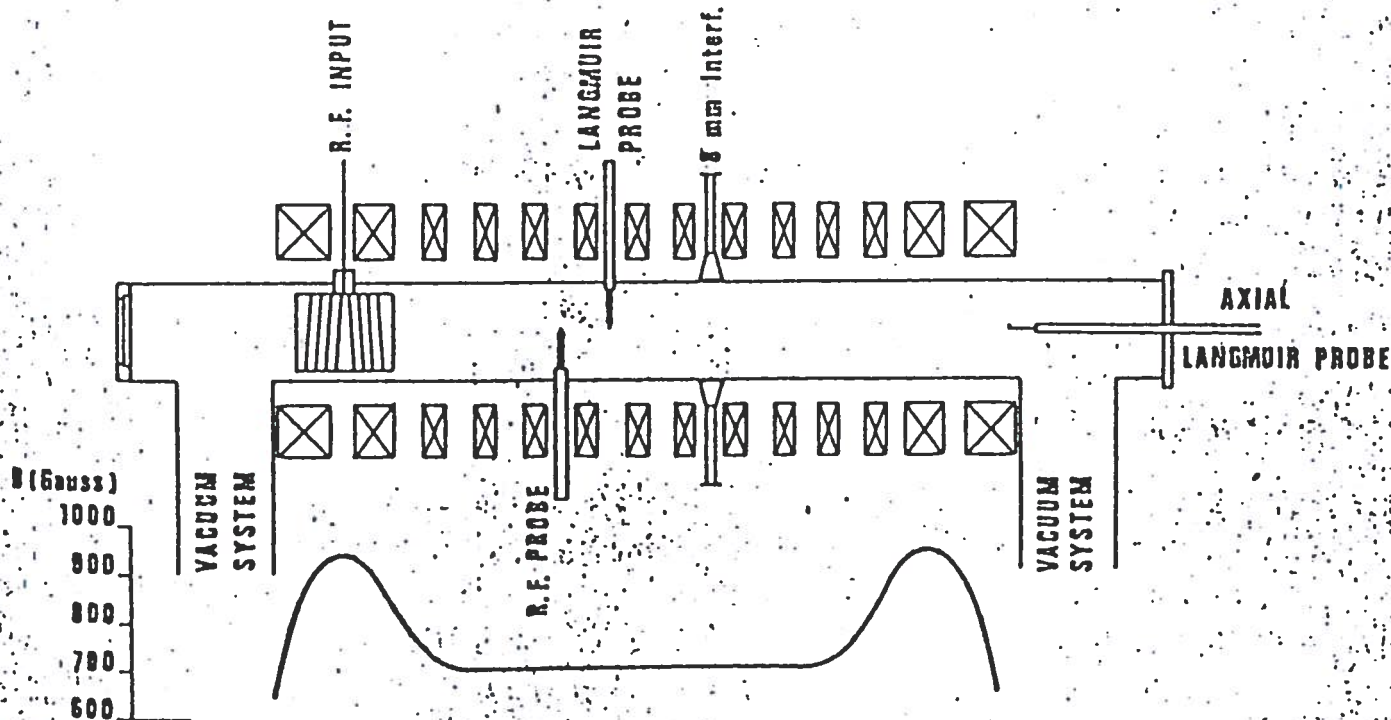 R.F. INPUT
LANGMUIR
PROBE
8 mm Interf.
AXIAL
LANGMUIR PROBE
B (Gauss)
1000
900
800
700
600
VACUUM
SYSTEM
R.F. PROBE
VACUUM
SYSTEM